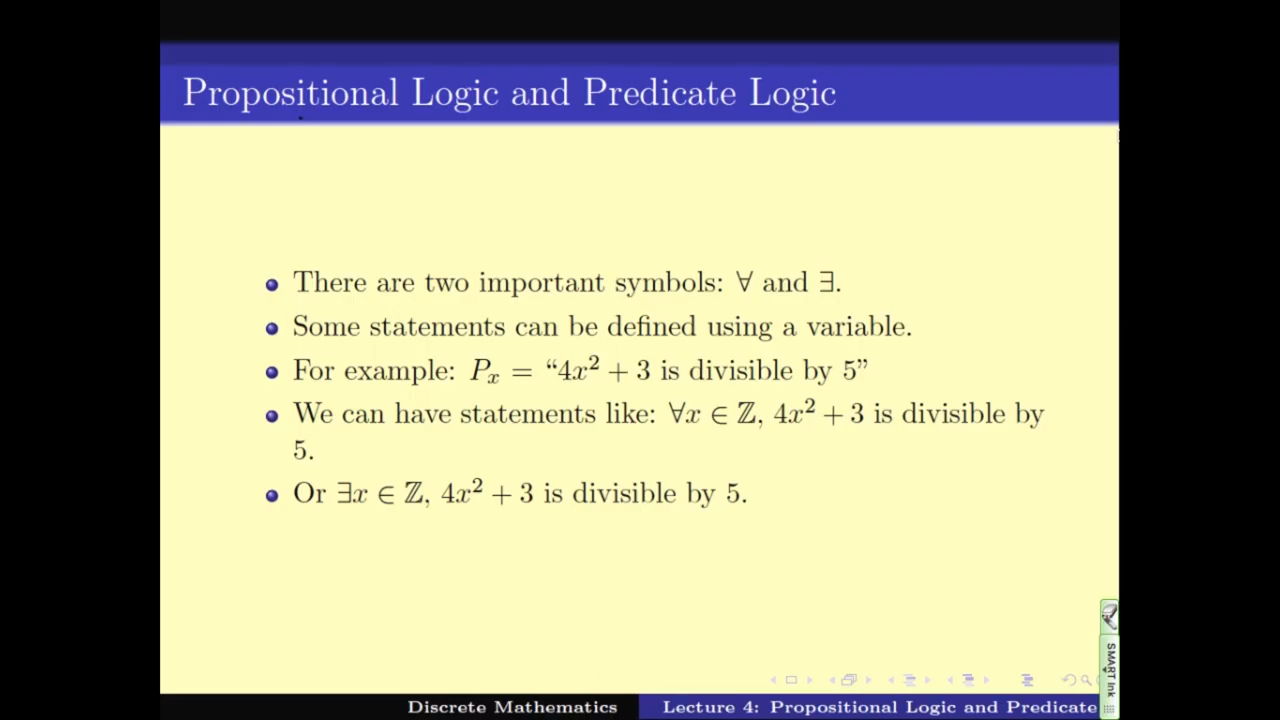 Propositional Logic and Predicate Logic
There are two important symbols: ∀ and ∃.
Some statements can be defined using a variable.
For example: Pₓ = “4x² + 3 is divisible by 5”
We can have statements like: ∀x ∈ ℤ, 4x² + 3 is divisible by
5.
Or ∃x ∈ ℤ, 4x² + 3 is divisible by 5.
SMART Ink
Discrete Mathematics
Lecture 4: Propositional Logic and Predicate